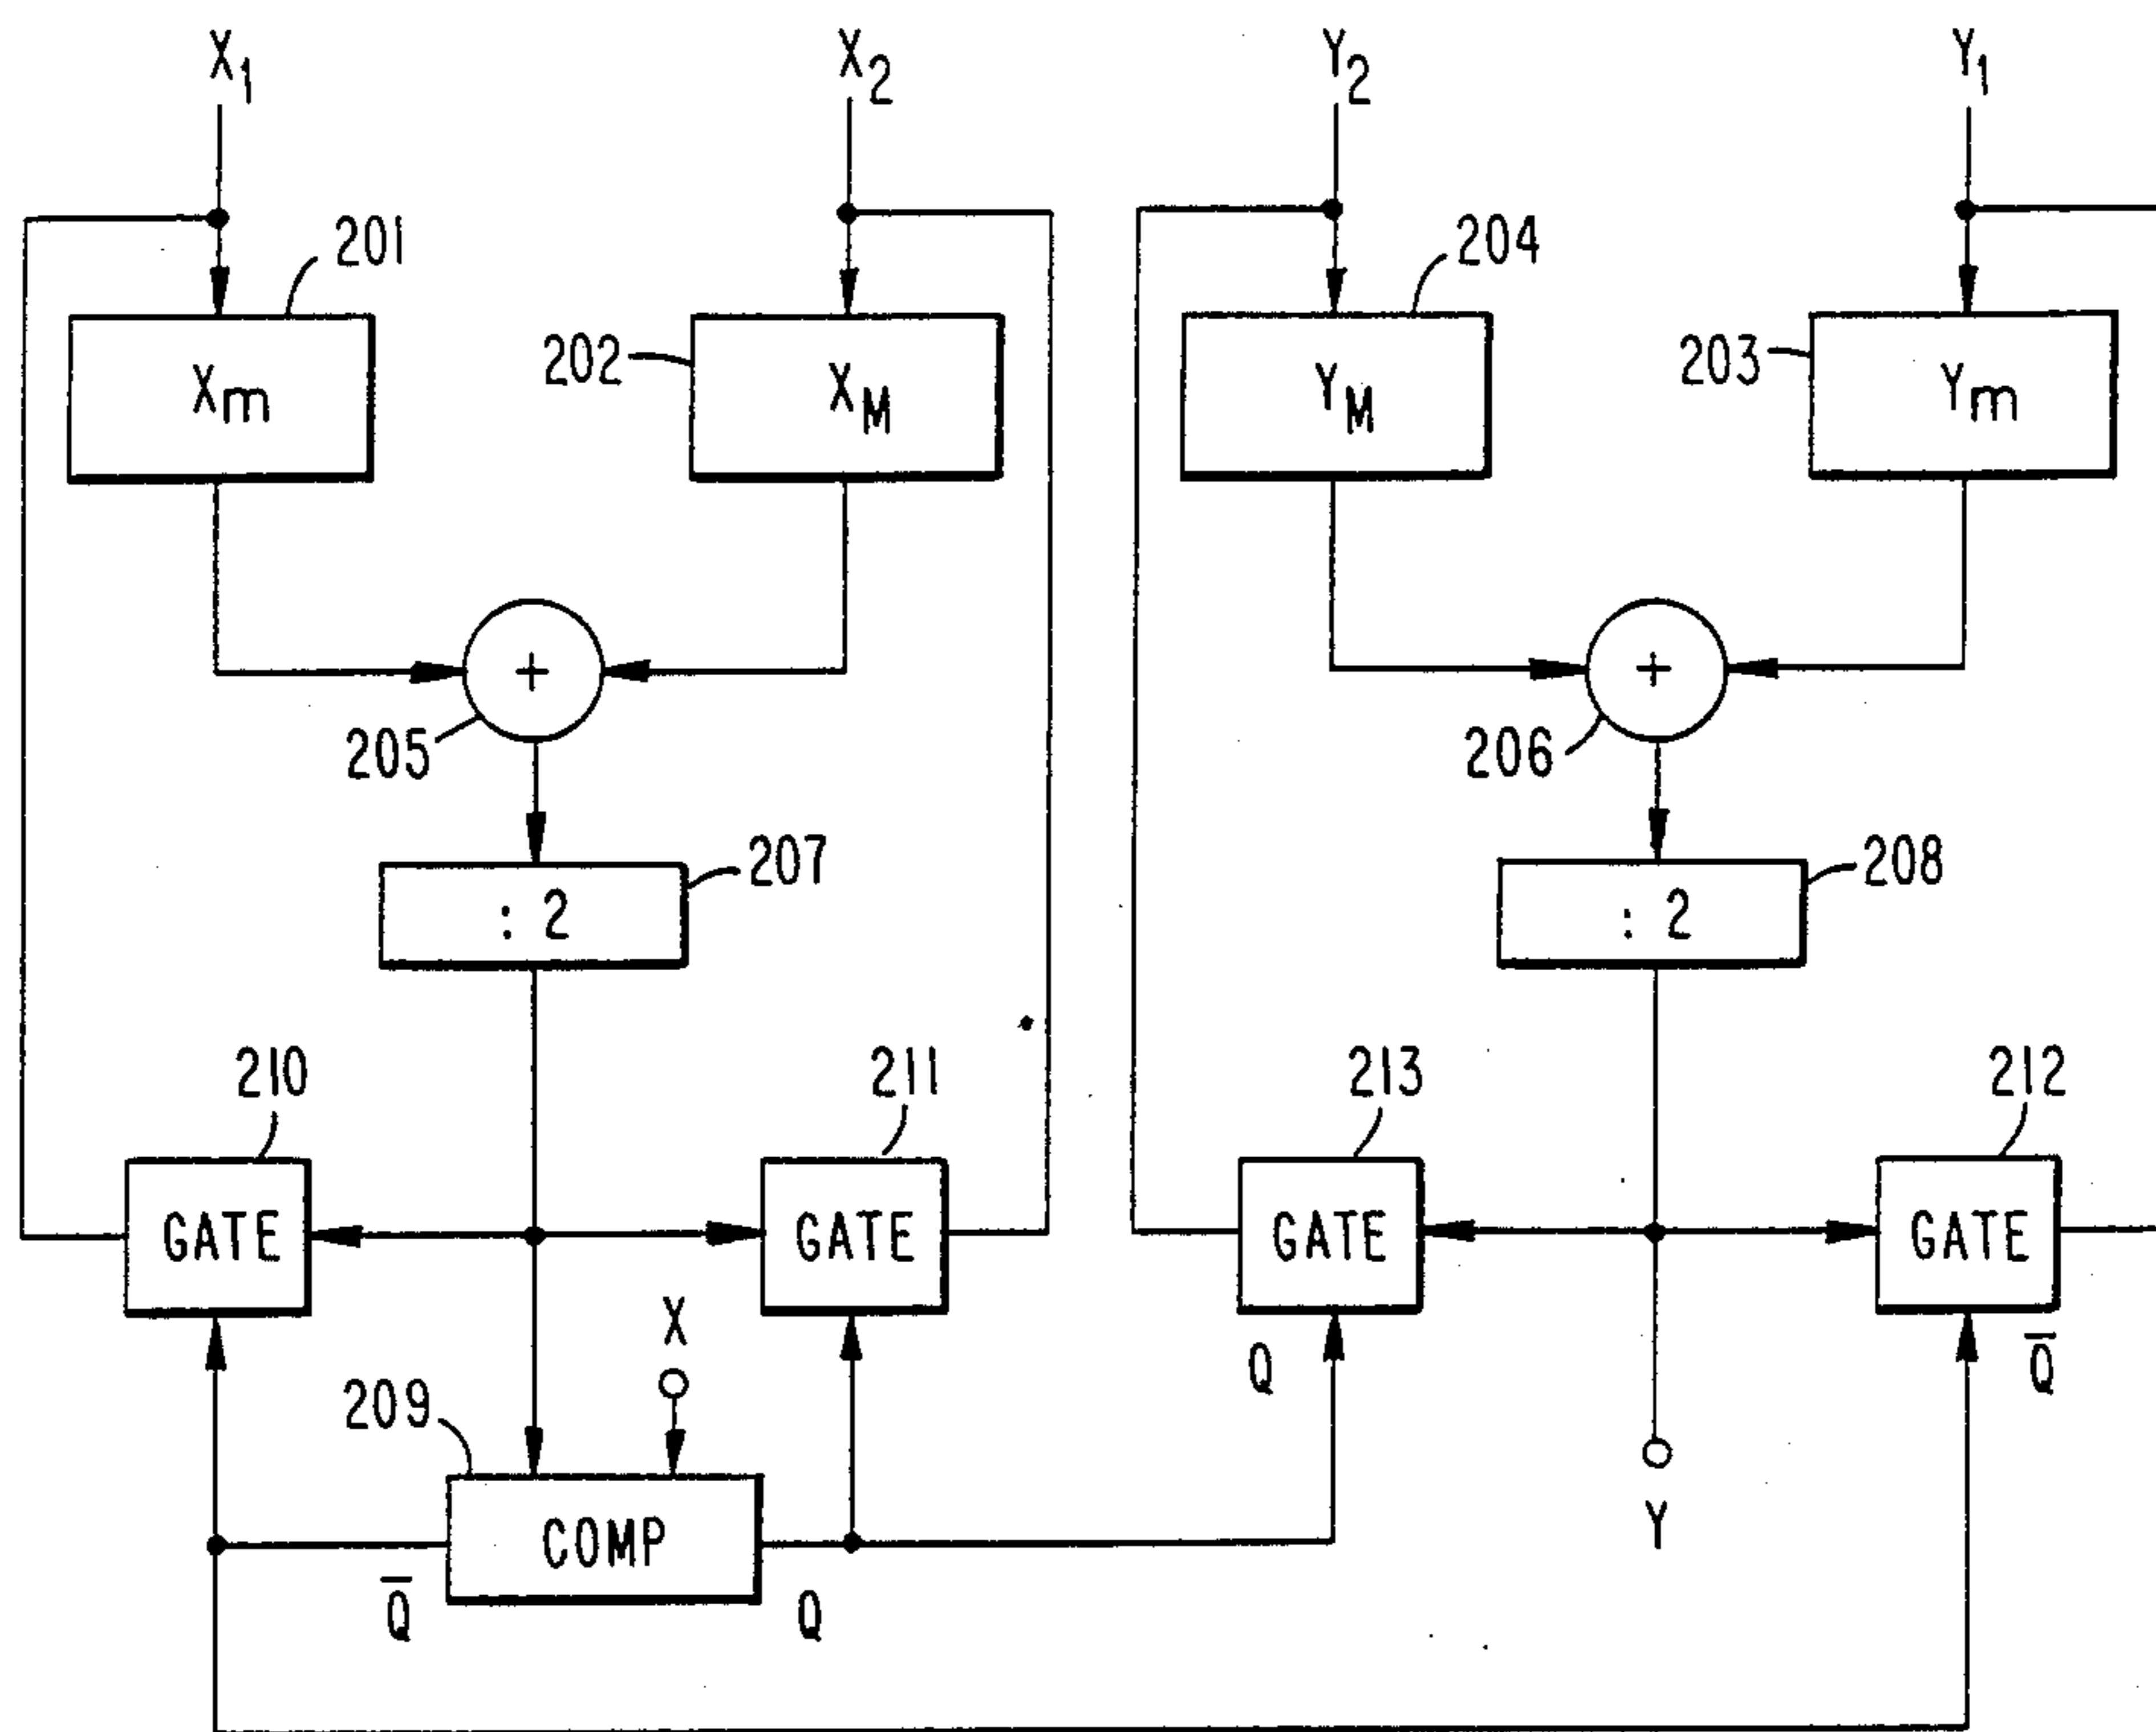 X₁ X₂ Y₂ Y₁
201 204
202 203
Xm XM YM Ym
+ +
205 206
207 208
: 2 : 2
210 211 213 212
GATE GATE GATE GATE
X
Q Q̅
209
COMP Y
Q̅ Q